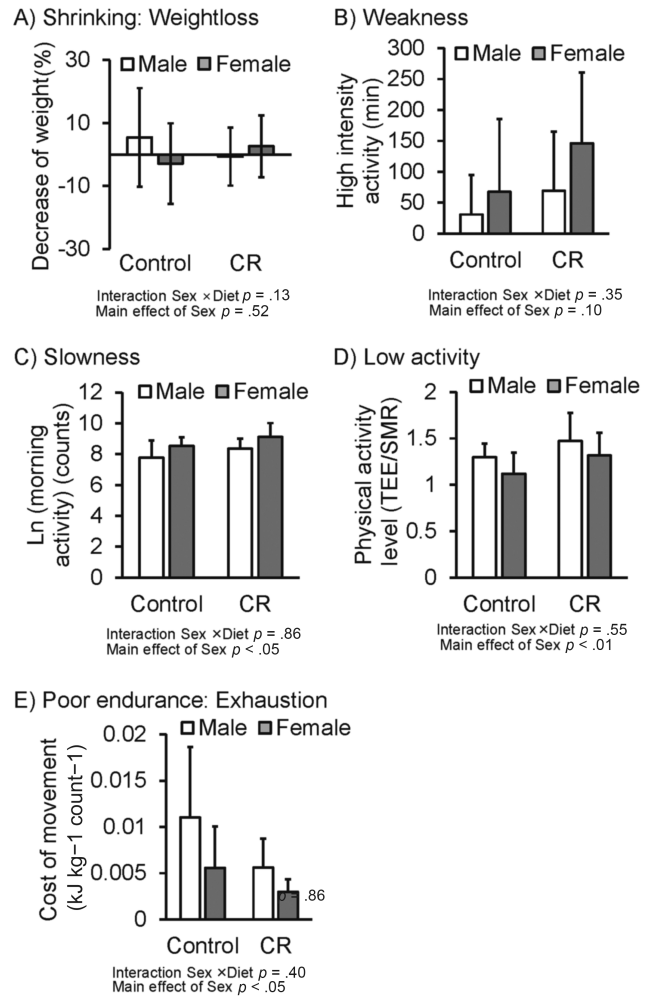 A) Shrinking: Weightloss
Decrease of weight(%)
30
10
-10
-30
Male Female
Control CR
Interaction Sex ×Diet p = .13
Main effect of Sex p = .52
B) Weakness
High intensity
activity (min)
300
250
200
150
100
50
0
Male Female
Control CR
Interaction Sex ×Diet p = .35
Main effect of Sex p = .10
C) Slowness
Ln (morning
activity) (counts)
12
10
8
6
4
2
0
Male Female
Control CR
Interaction Sex ×Diet p = .86
Main effect of Sex p < .05
D) Low activity
Physical activity
level (TEE/SMR)
2
1.5
1
0.5
0
Male Female
Control CR
Interaction Sex ×Diet p = .55
Main effect of Sex p < .01
E) Poor endurance: Exhaustion
Cost of movement
(kJ kg−1 count−1)
0.02
0.015
0.01
0.005
0
Male Female
p = .86
Control CR
Interaction Sex ×Diet p = .40
Main effect of Sex p < .05